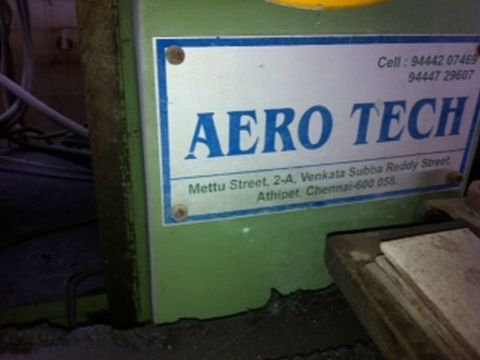 Cell : 94442 07469
94447 29607
AERO TECH
Mettu Street, 2-A, Venkata Subba Reddy Street,
Athipet, Chennai-600 058.